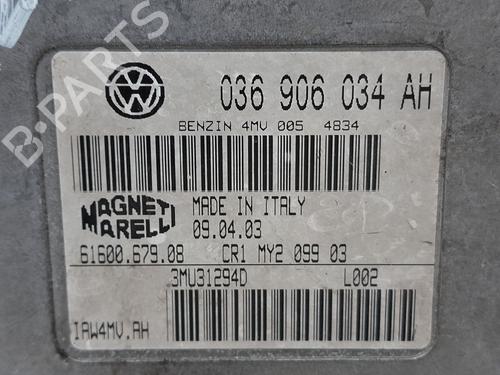 036 906 034 AH
BENZIN 4MV 005 4834
MAGNETI MARELLI
MADE IN ITALY
09.04.03
61600.679.08 CR1 MY2 099 03
3MU31294D L002
IAW4MV.AH
B-PARTS